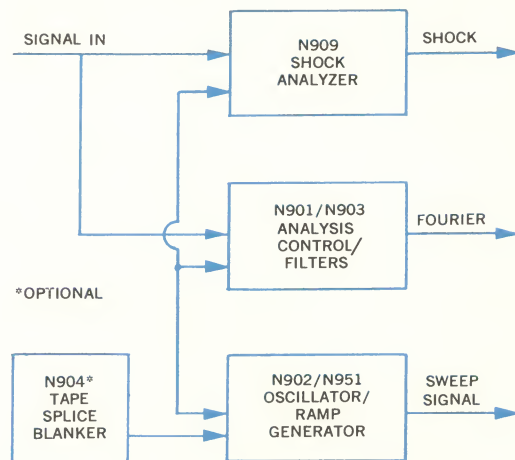 SIGNAL IN
N909
SHOCK
ANALYZER
SHOCK
N901/N903
ANALYSIS
CONTROL/
FILTERS
FOURIER
*OPTIONAL
N904*
TAPE
SPLICE
BLANKER
N902/N951
OSCILLATOR/
RAMP
GENERATOR
SWEEP
SIGNAL